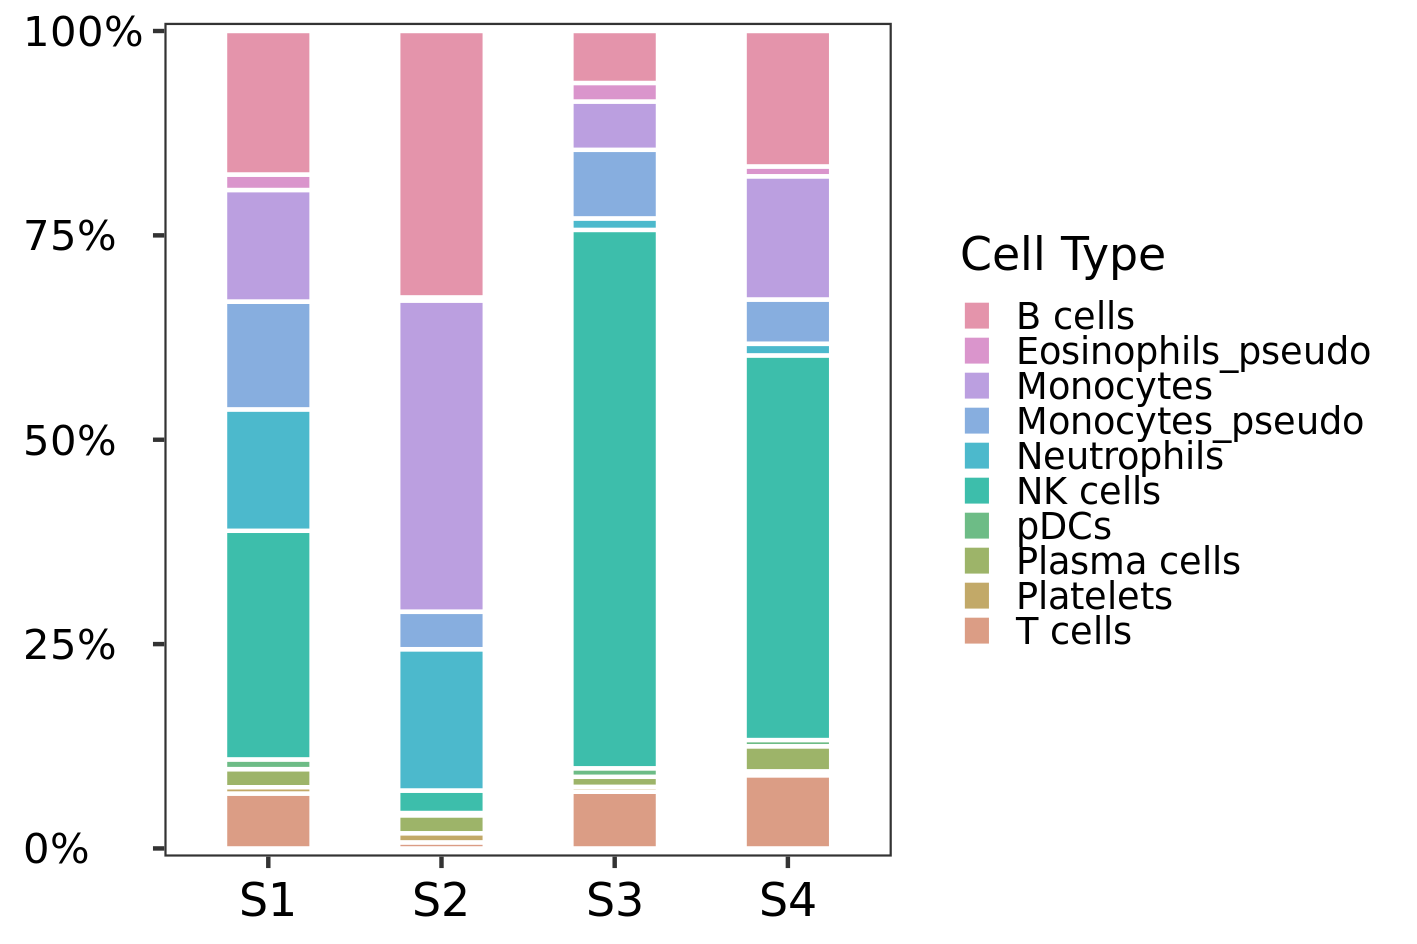 100%
75%
50%
25%
0%
S1 S2 S3 S4
Cell Type
B cells
Eosinophils_pseudo
Monocytes
Monocytes_pseudo
Neutrophils
NK cells
pDCs
Plasma cells
Platelets
T cells